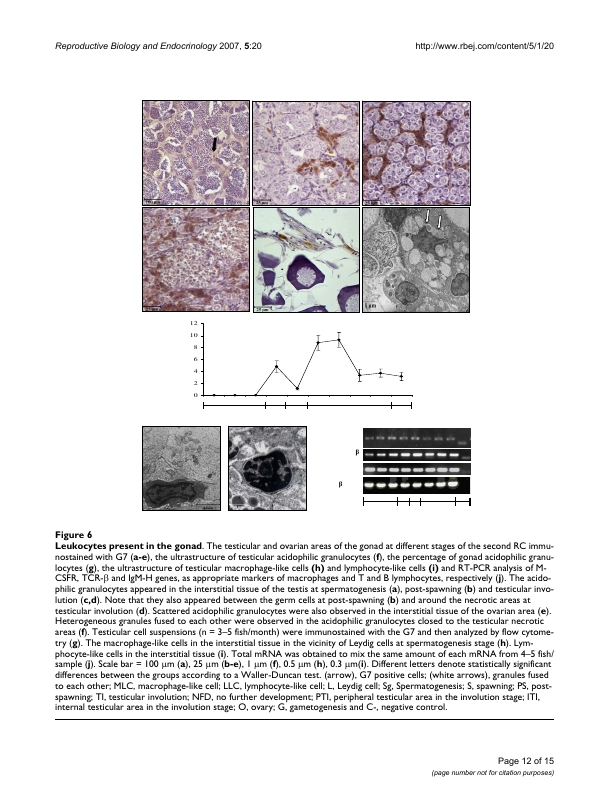 Reproductive Biology and Endocrinology 2007, 5:20
http://www.rbej.com/content/5/1/20
12
10
8
6
4
2
0
β
β
Figure 6
Leukocytes present in the gonad. The testicular and ovarian areas of the gonad at different stages of the second RC immu-
nostained with G7 (a-e), the ultrastructure of testicular acidophilic granulocytes (f), the percentage of gonad acidophilic granu-
locytes (g), the ultrastructure of testicular macrophage-like cells (h) and lymphocyte-like cells (i) and RT-PCR analysis of M-
CSFR, TCR-β and IgM-H genes, as appropriate markers of macrophages and T and B lymphocytes, respectively (j). The acido-
philic granulocytes appeared in the interstitial tissue of the testis at spermatogenesis (a), post-spawning (b) and testicular invo-
lution (c,d). Note that they also appeared between the germ cells at post-spawning (b) and around the necrotic areas at
testicular involution (d). Scattered acidophilic granulocytes were also observed in the interstitial tissue of the ovarian area (e).
Heterogeneous granules fused to each other were observed in the acidophilic granulocytes closed to the testicular necrotic
areas (f). Testicular cell suspensions (n = 3–5 fish/month) were immunostained with the G7 and then analyzed by flow cytome-
try (g). The macrophage-like cells in the interstitial tissue in the vicinity of Leydig cells at spermatogenesis stage (h). Lym-
phocyte-like cells in the interstitial tissue (i). Total mRNA was obtained to mix the same amount of each mRNA from 4–5 fish/
sample (j). Scale bar = 100 μm (a), 25 μm (b-e), 1 μm (f), 0.5 μm (h), 0.3 μm(i). Different letters denote statistically significant
differences between the groups according to a Waller-Duncan test. (arrow), G7 positive cells; (white arrows), granules fused
to each other; MLC, macrophage-like cell; LLC, lymphocyte-like cell; L, Leydig cell; Sg, Spermatogenesis; S, spawning; PS, post-
spawning; TI, testicular involution; NFD, no further development; PTI, peripheral testicular area in the involution stage; ITI,
internal testicular area in the involution stage; O, ovary; G, gametogenesis and C-, negative control.
Page 12 of 15
(page number not for citation purposes)